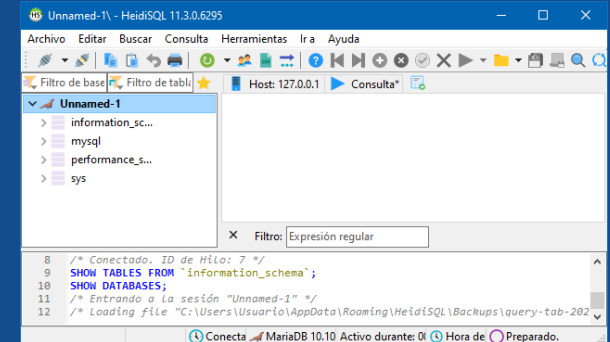 HS Unnamed-1\ - HeidiSQL 11.3.0.6295
Archivo Editar Buscar Consulta Herramientas Ir a Ayuda
Filtro de base Filtro de tabla Host: 127.0.0.1 Consulta*
Unnamed-1
information_sc...
mysql
performance_s...
sys
Filtro: Expresión regular
8 /* Conectado. ID de Hilo: 7 */
9 SHOW TABLES FROM `information_schema`;
10 SHOW DATABASES;
11 /* Entrando a la sesión "Unnamed-1" */
12 /* Loading file "C:\Users\Usuario\AppData\Roaming\HeidiSQL\Backups\query-tab-202
Conecta MariaDB 10.10 Activo durante: 0 Hora de Preparado.